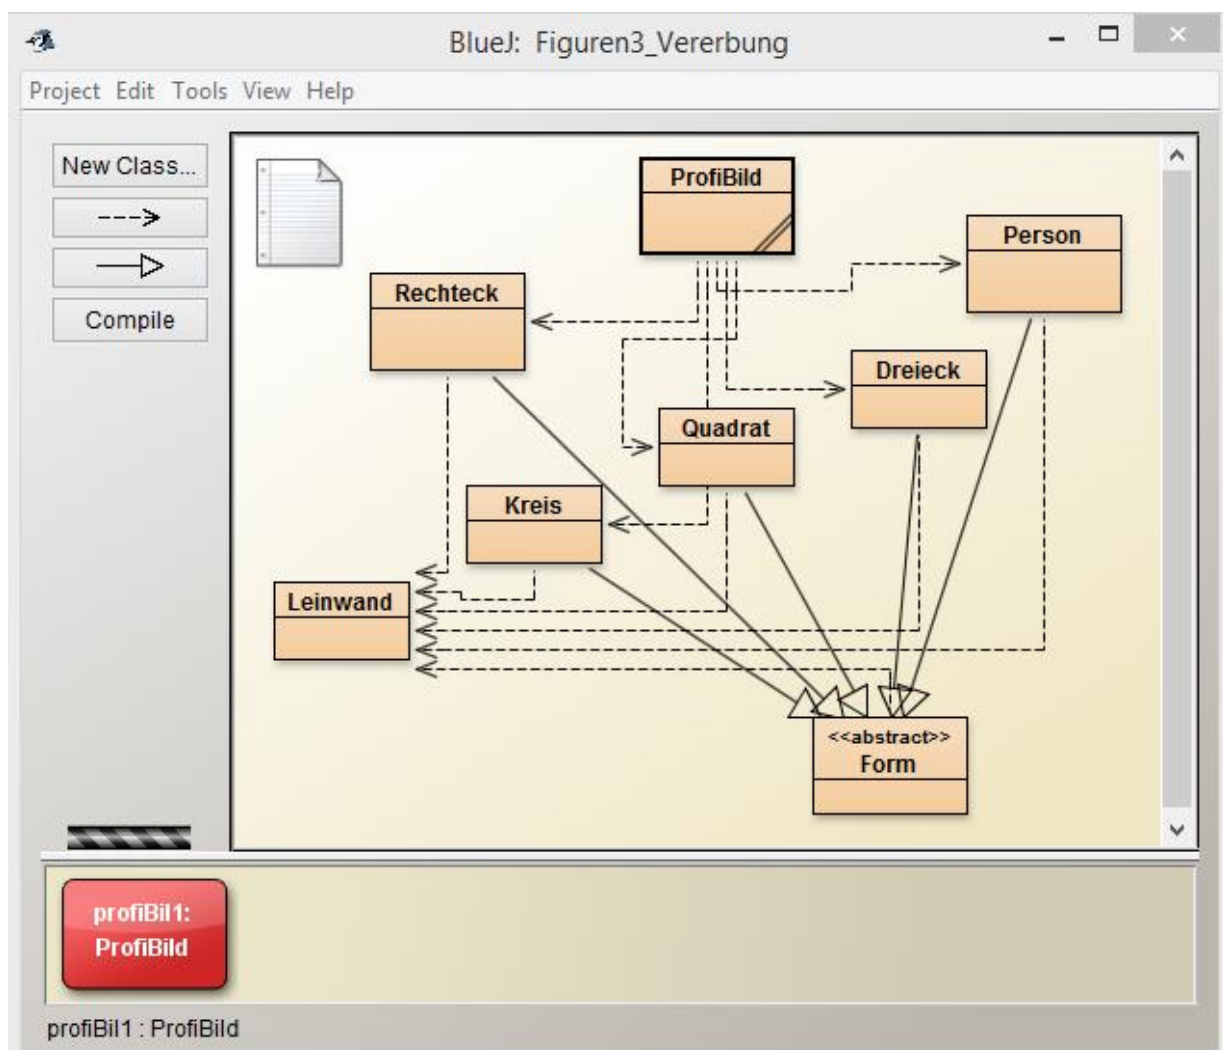 BlueJ: Figuren3_Vererbung
Project Edit Tools View Help
New Class...
Compile
ProfiBild
Person
Rechteck
Dreieck
Quadrat
Kreis
Leinwand
<<abstract>>
Form
profiBil1:
ProfiBild
profiBil1 : ProfiBild